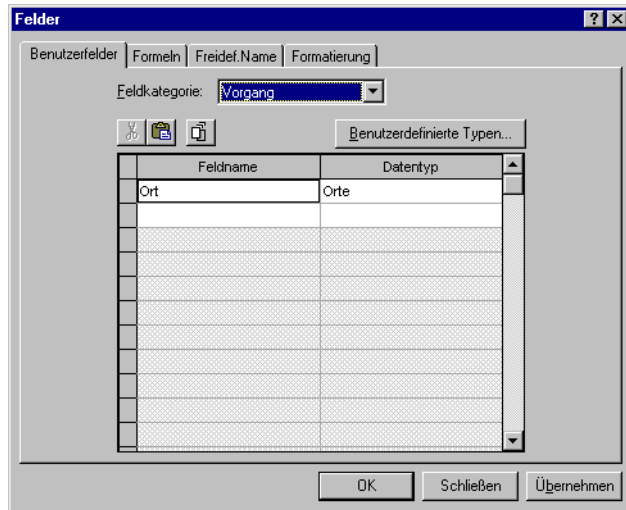 Felder
Benutzerfelder Formeln Freidef.Name Formatierung
Feldkategorie: Vorgang
Benutzerdefinierte Typen...
Feldname Datentyp
Ort Orte
OK Schließen Übernehmen